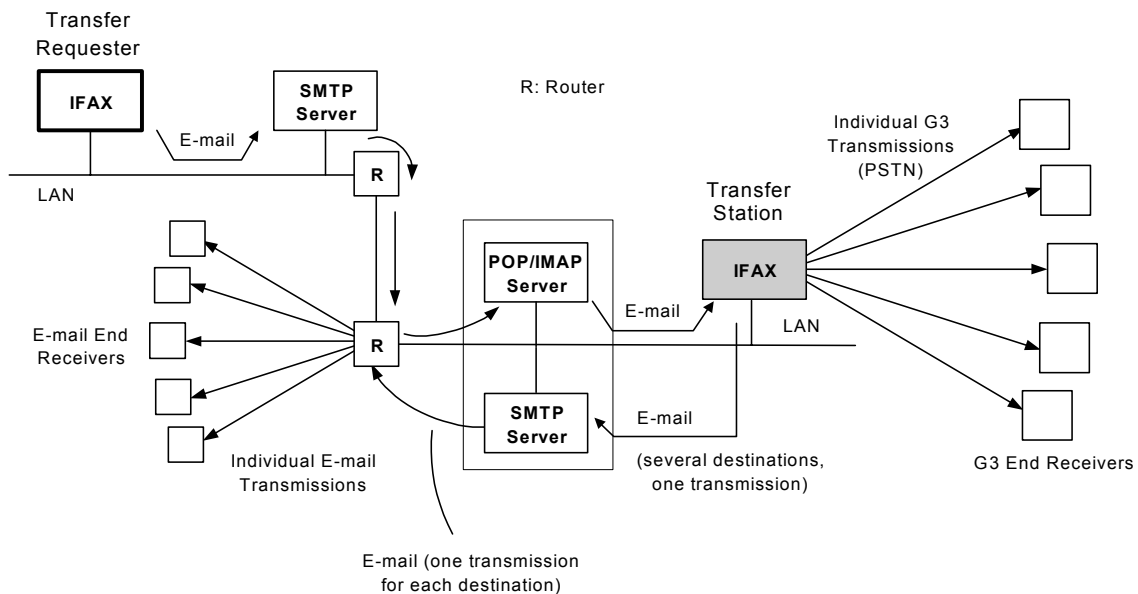 Transfer
Requester
IFAX
SMTP
Server
R: Router
E-mail
Individual G3
Transmissions
(PSTN)
R
LAN
Transfer
Station
POP/IMAP
Server
IFAX
E-mail
LAN
E-mail End
Receivers
R
SMTP
Server
E-mail
Individual E-mail
Transmissions
(several destinations,
one transmission)
G3 End Receivers
E-mail (one transmission
for each destination)